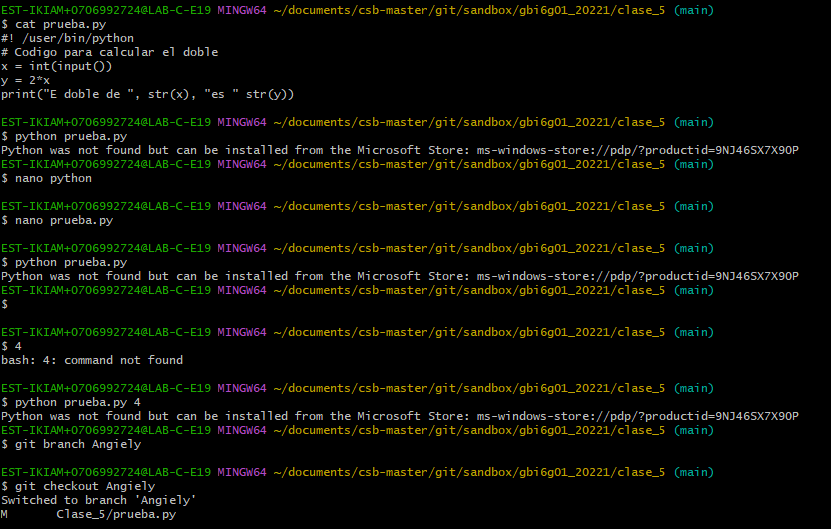 EST-IKIAM+0706992724@LAB-C-E19 MINGW64 ~/documents/csb-master/git/sandbox/gbi6g01_20221/clase_5 (main)
$ cat prueba.py
#! /user/bin/python
# Codigo para calcular el doble
x = int(input())
y = 2*x
print("E doble de ", str(x), "es " str(y))

EST-IKIAM+0706992724@LAB-C-E19 MINGW64 ~/documents/csb-master/git/sandbox/gbi6g01_20221/clase_5 (main)
$ python prueba.py
Python was not found but can be installed from the Microsoft Store: ms-windows-store://pdp/?productid=9NJ46SX7X90P
EST-IKIAM+0706992724@LAB-C-E19 MINGW64 ~/documents/csb-master/git/sandbox/gbi6g01_20221/clase_5 (main)
$ nano python

EST-IKIAM+0706992724@LAB-C-E19 MINGW64 ~/documents/csb-master/git/sandbox/gbi6g01_20221/clase_5 (main)
$ nano prueba.py

EST-IKIAM+0706992724@LAB-C-E19 MINGW64 ~/documents/csb-master/git/sandbox/gbi6g01_20221/clase_5 (main)
$ python prueba.py
Python was not found but can be installed from the Microsoft Store: ms-windows-store://pdp/?productid=9NJ46SX7X90P
EST-IKIAM+0706992724@LAB-C-E19 MINGW64 ~/documents/csb-master/git/sandbox/gbi6g01_20221/clase_5 (main)
$

EST-IKIAM+0706992724@LAB-C-E19 MINGW64 ~/documents/csb-master/git/sandbox/gbi6g01_20221/clase_5 (main)
$ 4
bash: 4: command not found

EST-IKIAM+0706992724@LAB-C-E19 MINGW64 ~/documents/csb-master/git/sandbox/gbi6g01_20221/clase_5 (main)
$ python prueba.py 4
Python was not found but can be installed from the Microsoft Store: ms-windows-store://pdp/?productid=9NJ46SX7X90P
EST-IKIAM+0706992724@LAB-C-E19 MINGW64 ~/documents/csb-master/git/sandbox/gbi6g01_20221/clase_5 (main)
$ git branch Angiely

EST-IKIAM+0706992724@LAB-C-E19 MINGW64 ~/documents/csb-master/git/sandbox/gbi6g01_20221/clase_5 (main)
$ git checkout Angiely
Switched to branch 'Angiely'
M       Clase_5/prueba.py